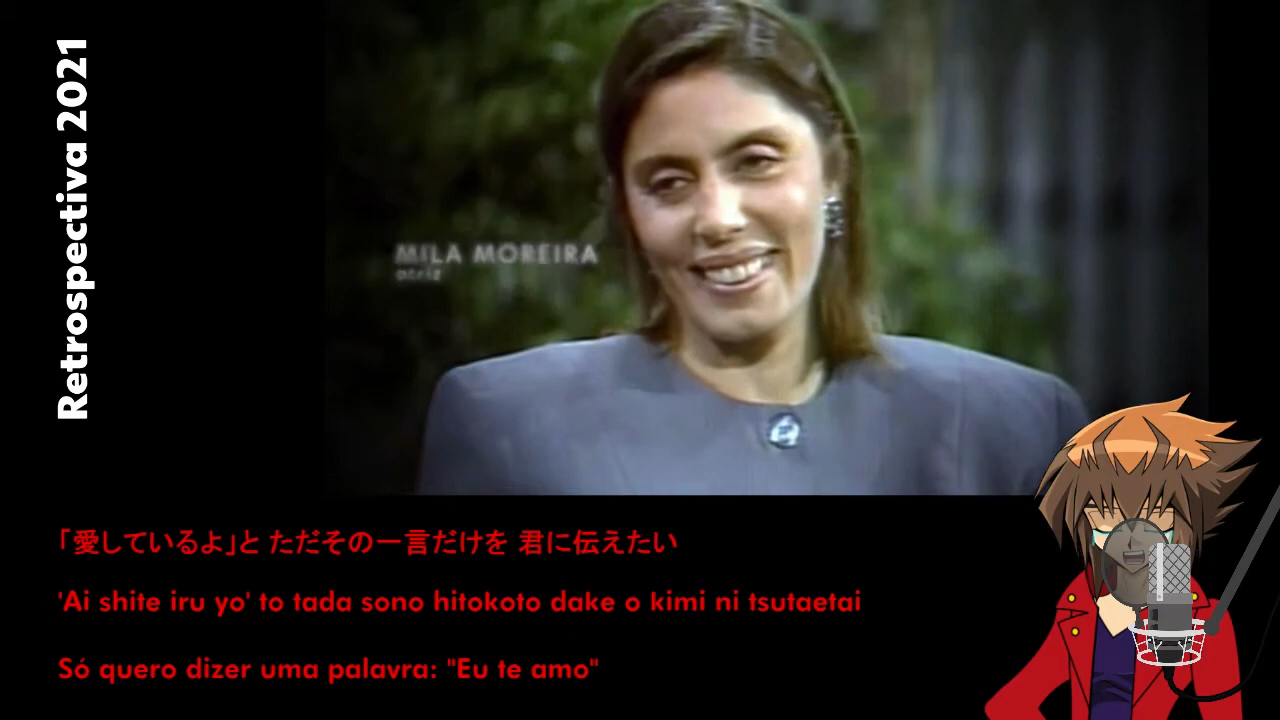 Retrospectiva 2021
MILA MOREIRA
atriz
「愛しているよ」と ただその一言だけを 君に伝えたい
'Ai shite iru yo' to tada sono hitokoto dake o kimi ni tsutaetai
Só quero dizer uma palavra: "Eu te amo"